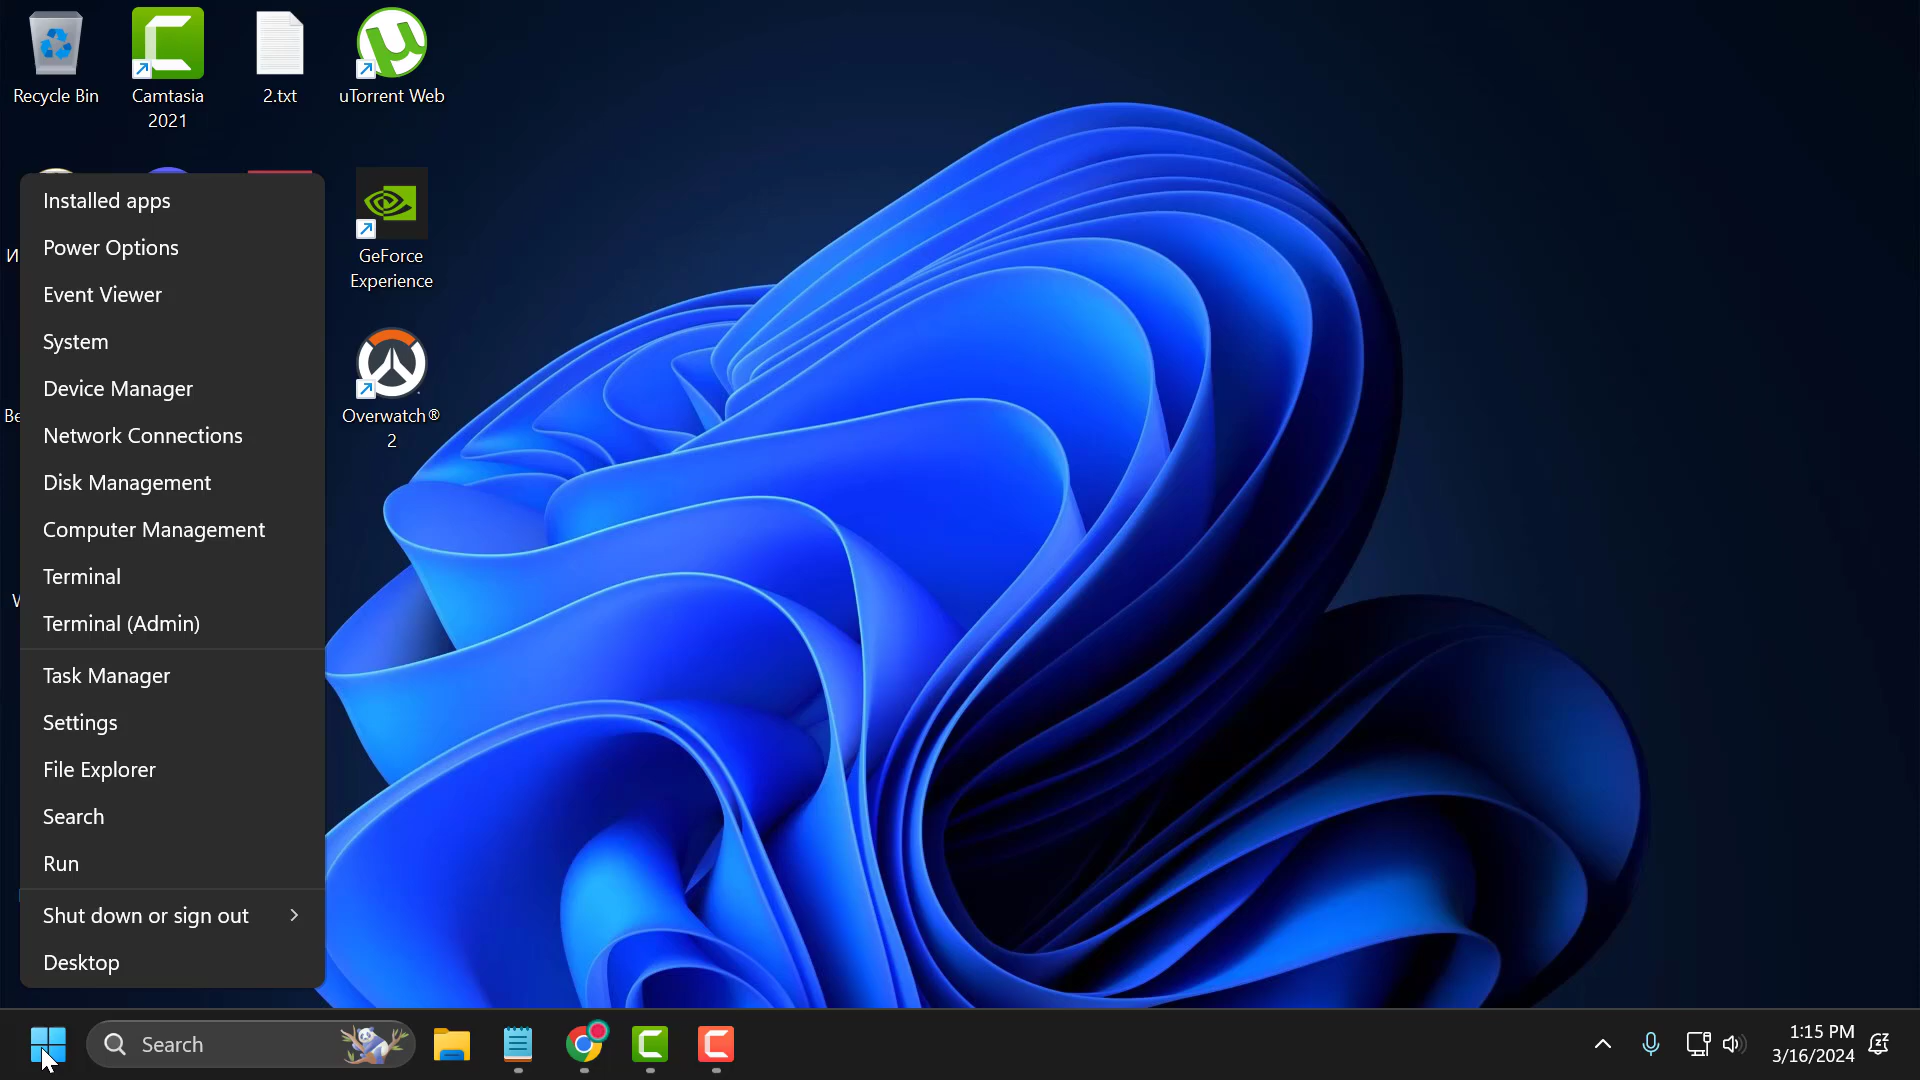 Recycle Bin
Camtasia
2021
2.txt
uTorrent Web
GeForce
Experience
Overwatch®
2
Installed apps
Power Options
Event Viewer
System
Device Manager
Network Connections
Disk Management
Computer Management
Terminal
Terminal (Admin)
Task Manager
Settings
File Explorer
Search
Run
Shut down or sign out
Desktop
Search
1:15 PM
3/16/2024